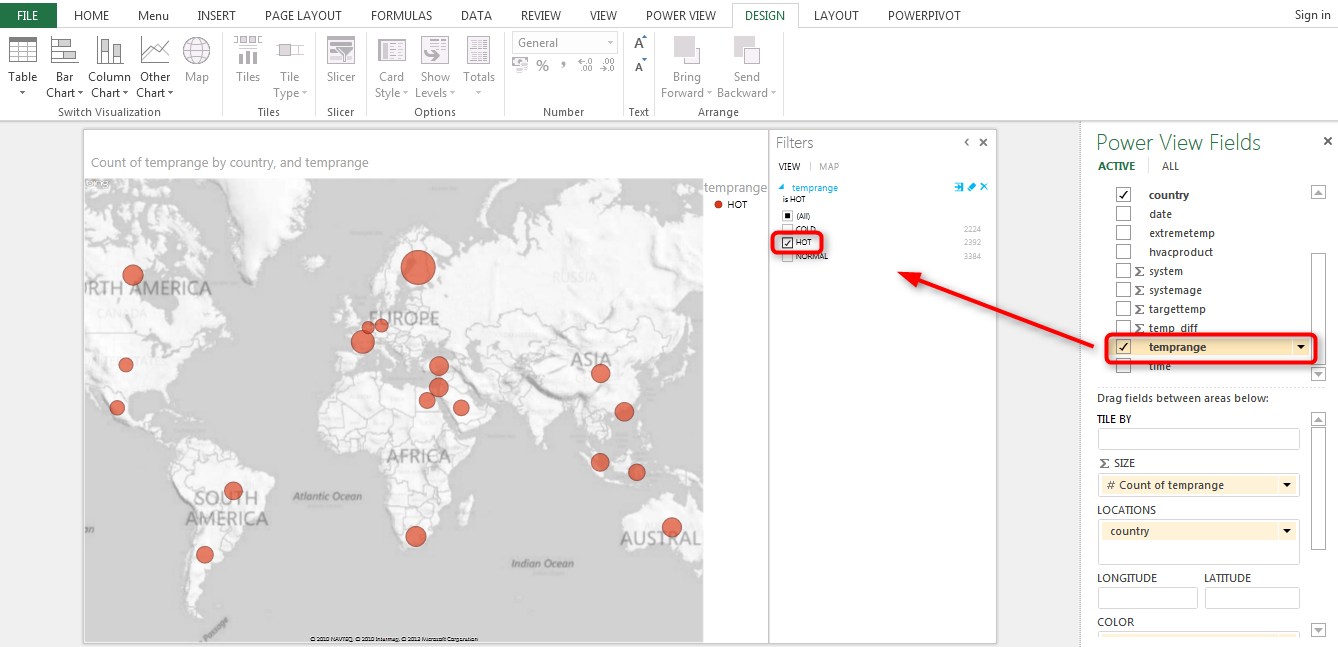 FILE HOME Menu INSERT PAGE LAYOUT FORMULAS DATA REVIEW VIEW POWER VIEW DESIGN LAYOUT POWERPIVOT Sign in
Table Bar Chart Column Chart Other Chart Map
Switch Visualization
Tiles Tile Type
Tiles
Slicer
Slicer
Card Style Show Levels Totals
Options
General
% , .00 .00
Number
A
A
Text
Bring Forward Send Backward
Arrange
Count of temprange by country, and temprange
temprange
HOT
RTH AMERICA
CANADA
EUROPE
RUSSIA
ASIA
AFRICA
SOUTH
AMERICA
Atlantic Ocean
Indian Ocean
AUSTRAL
© 2010 NAVTEQ, © 2010 Intermap, © 2013 Microsoft Corporation
Filters
VIEW MAP
temprange
is HOT
(All)
COLD 2224
HOT 2392
NORMAL 3384
Power View Fields
ACTIVE ALL
country
date
extremetemp
hvacproduct
Σ system
Σ systemage
Σ targettemp
Σ temp_diff
temprange
time
Drag fields between areas below:
TILE BY
Σ SIZE
# Count of temprange
LOCATIONS
country
LONGITUDE LATITUDE
COLOR